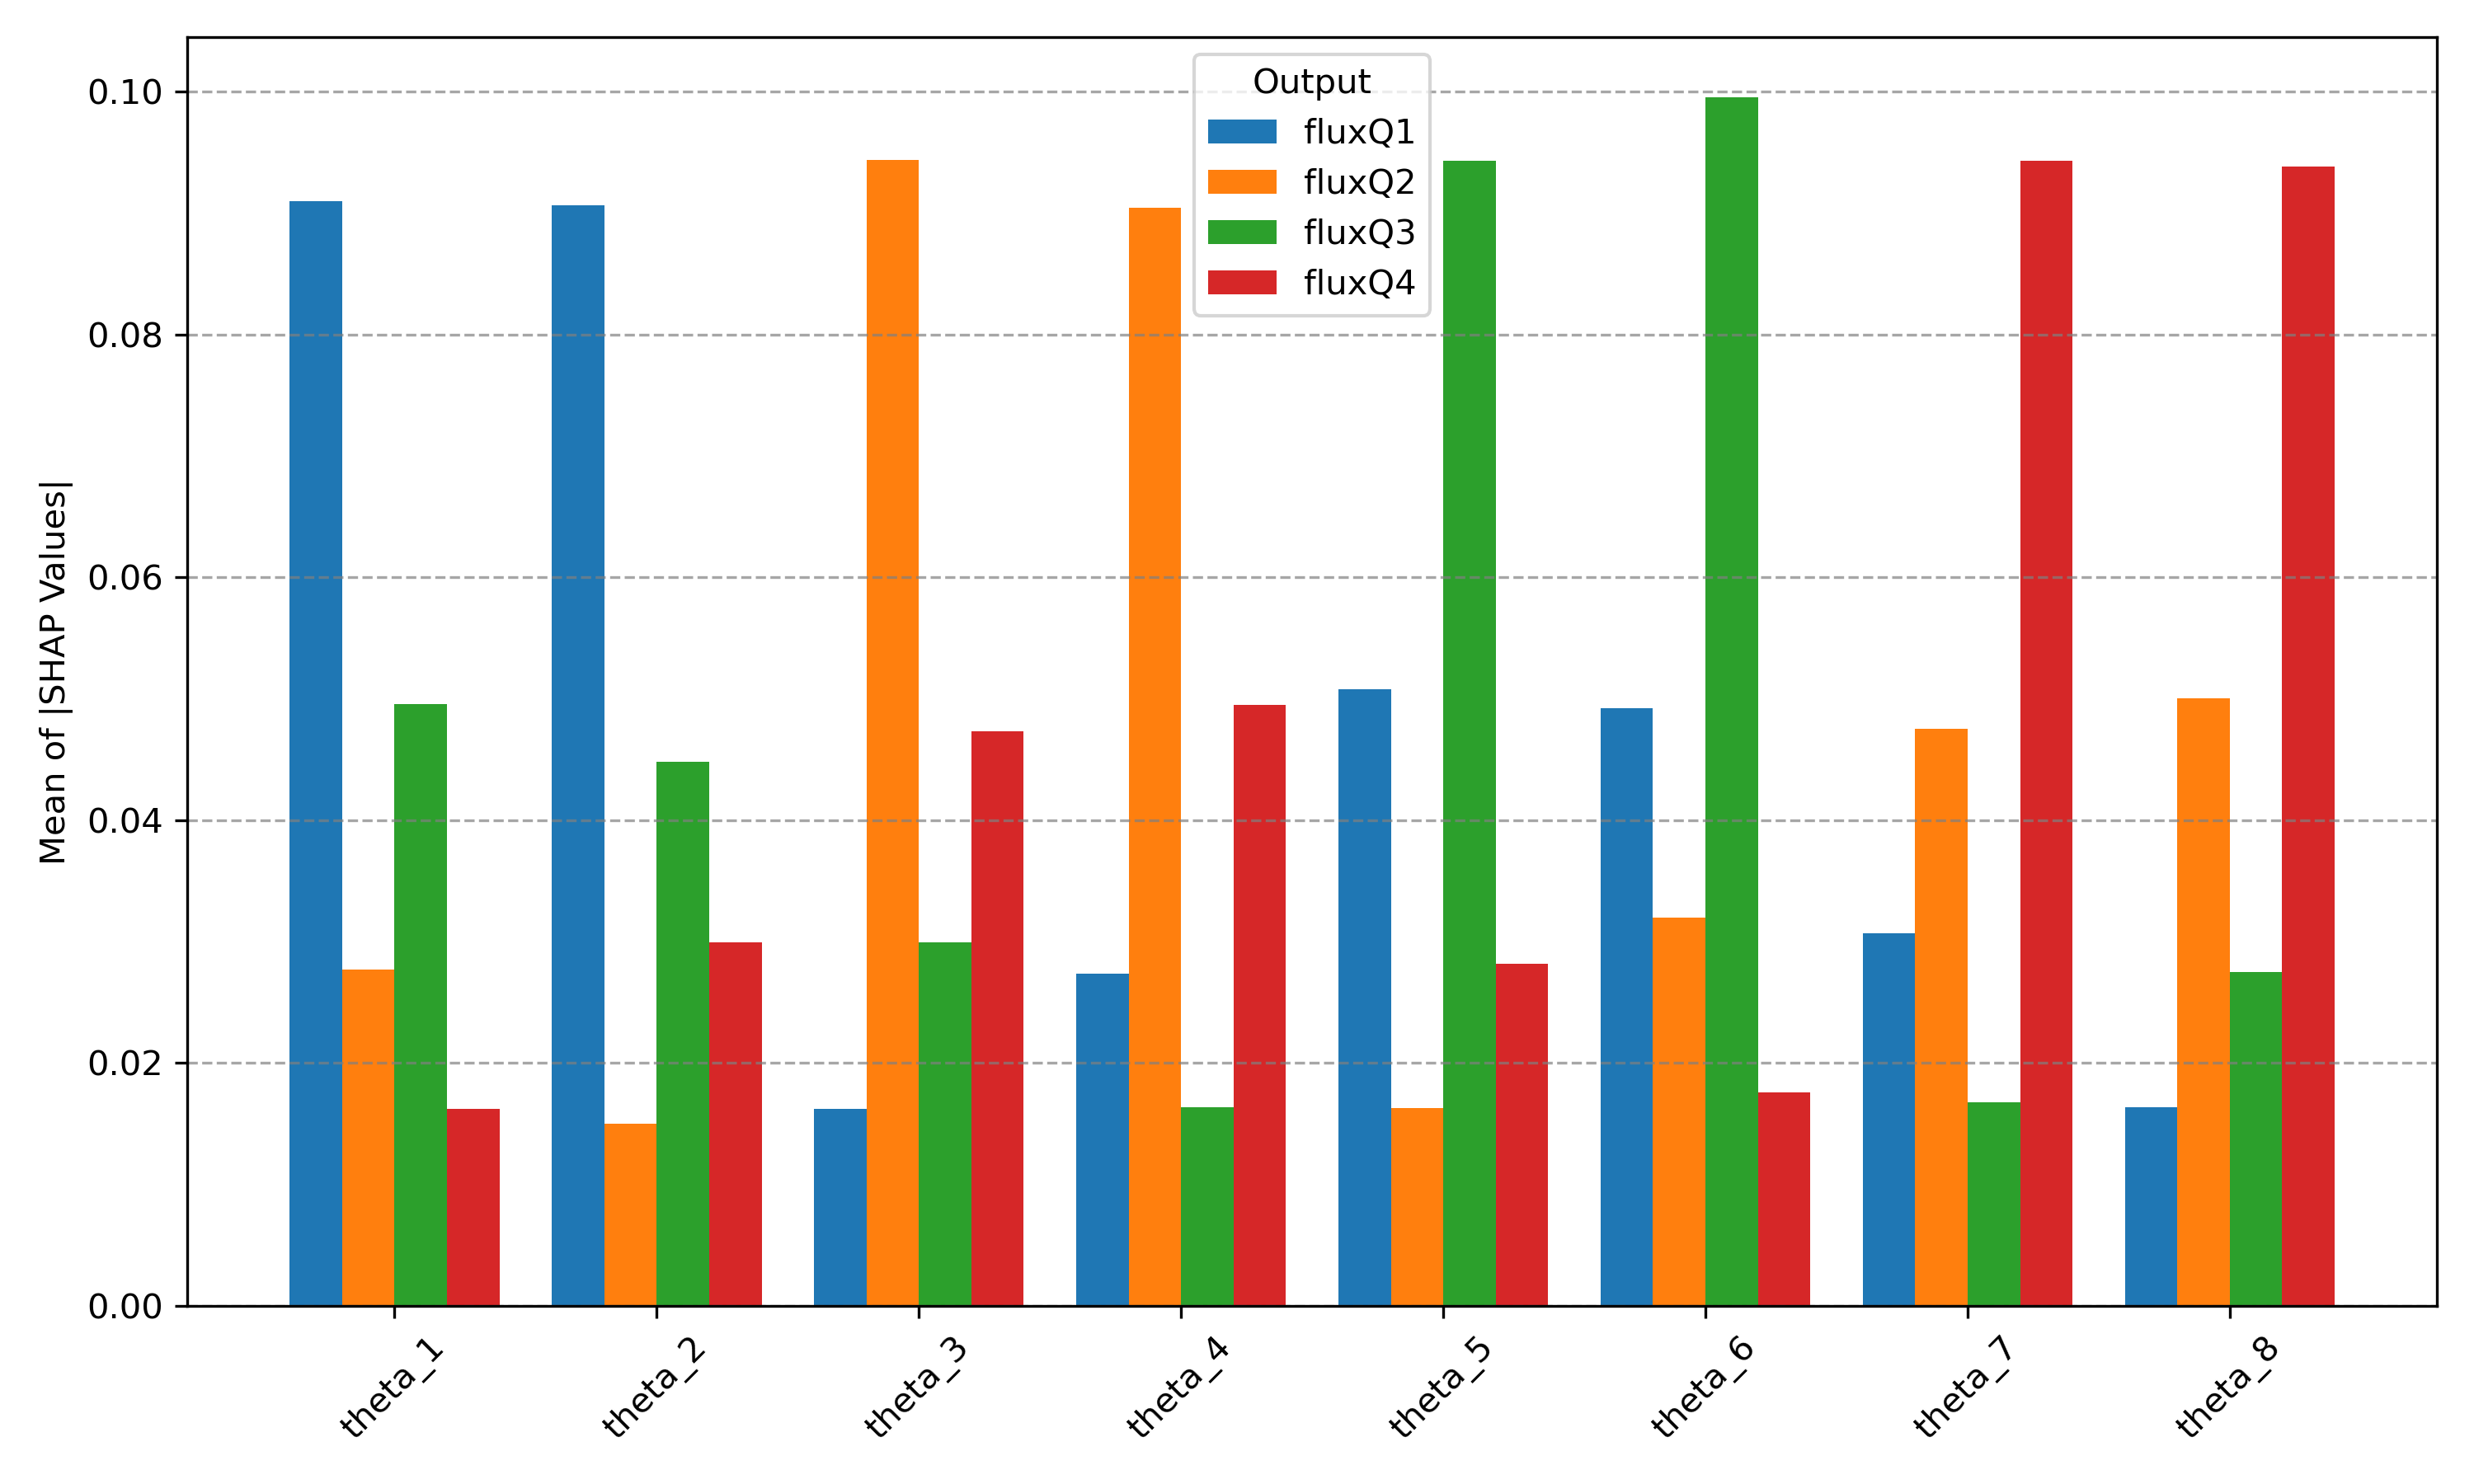 Output
fluxQ1
fluxQ2
fluxQ3
fluxQ4
Mean of |SHAP Values|
0.10
0.08
0.06
0.04
0.02
0.00
theta_1
theta_2
theta_3
theta_4
theta_5
theta_6
theta_7
theta_8